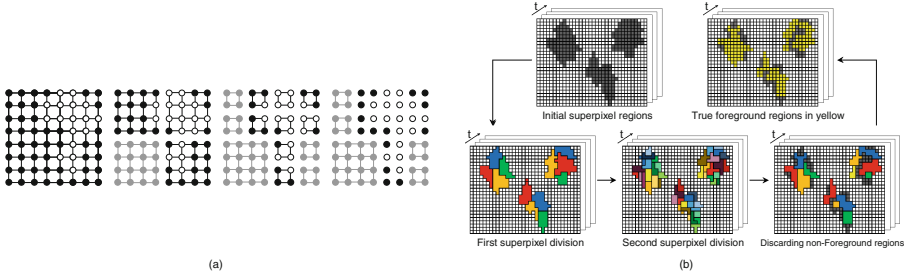 t
t
Initial superpixel regions
True foreground regions in yellow
t
t
t
First superpixel division
Second superpixel division
Discarding non-Foreground regions
(a)
(b)